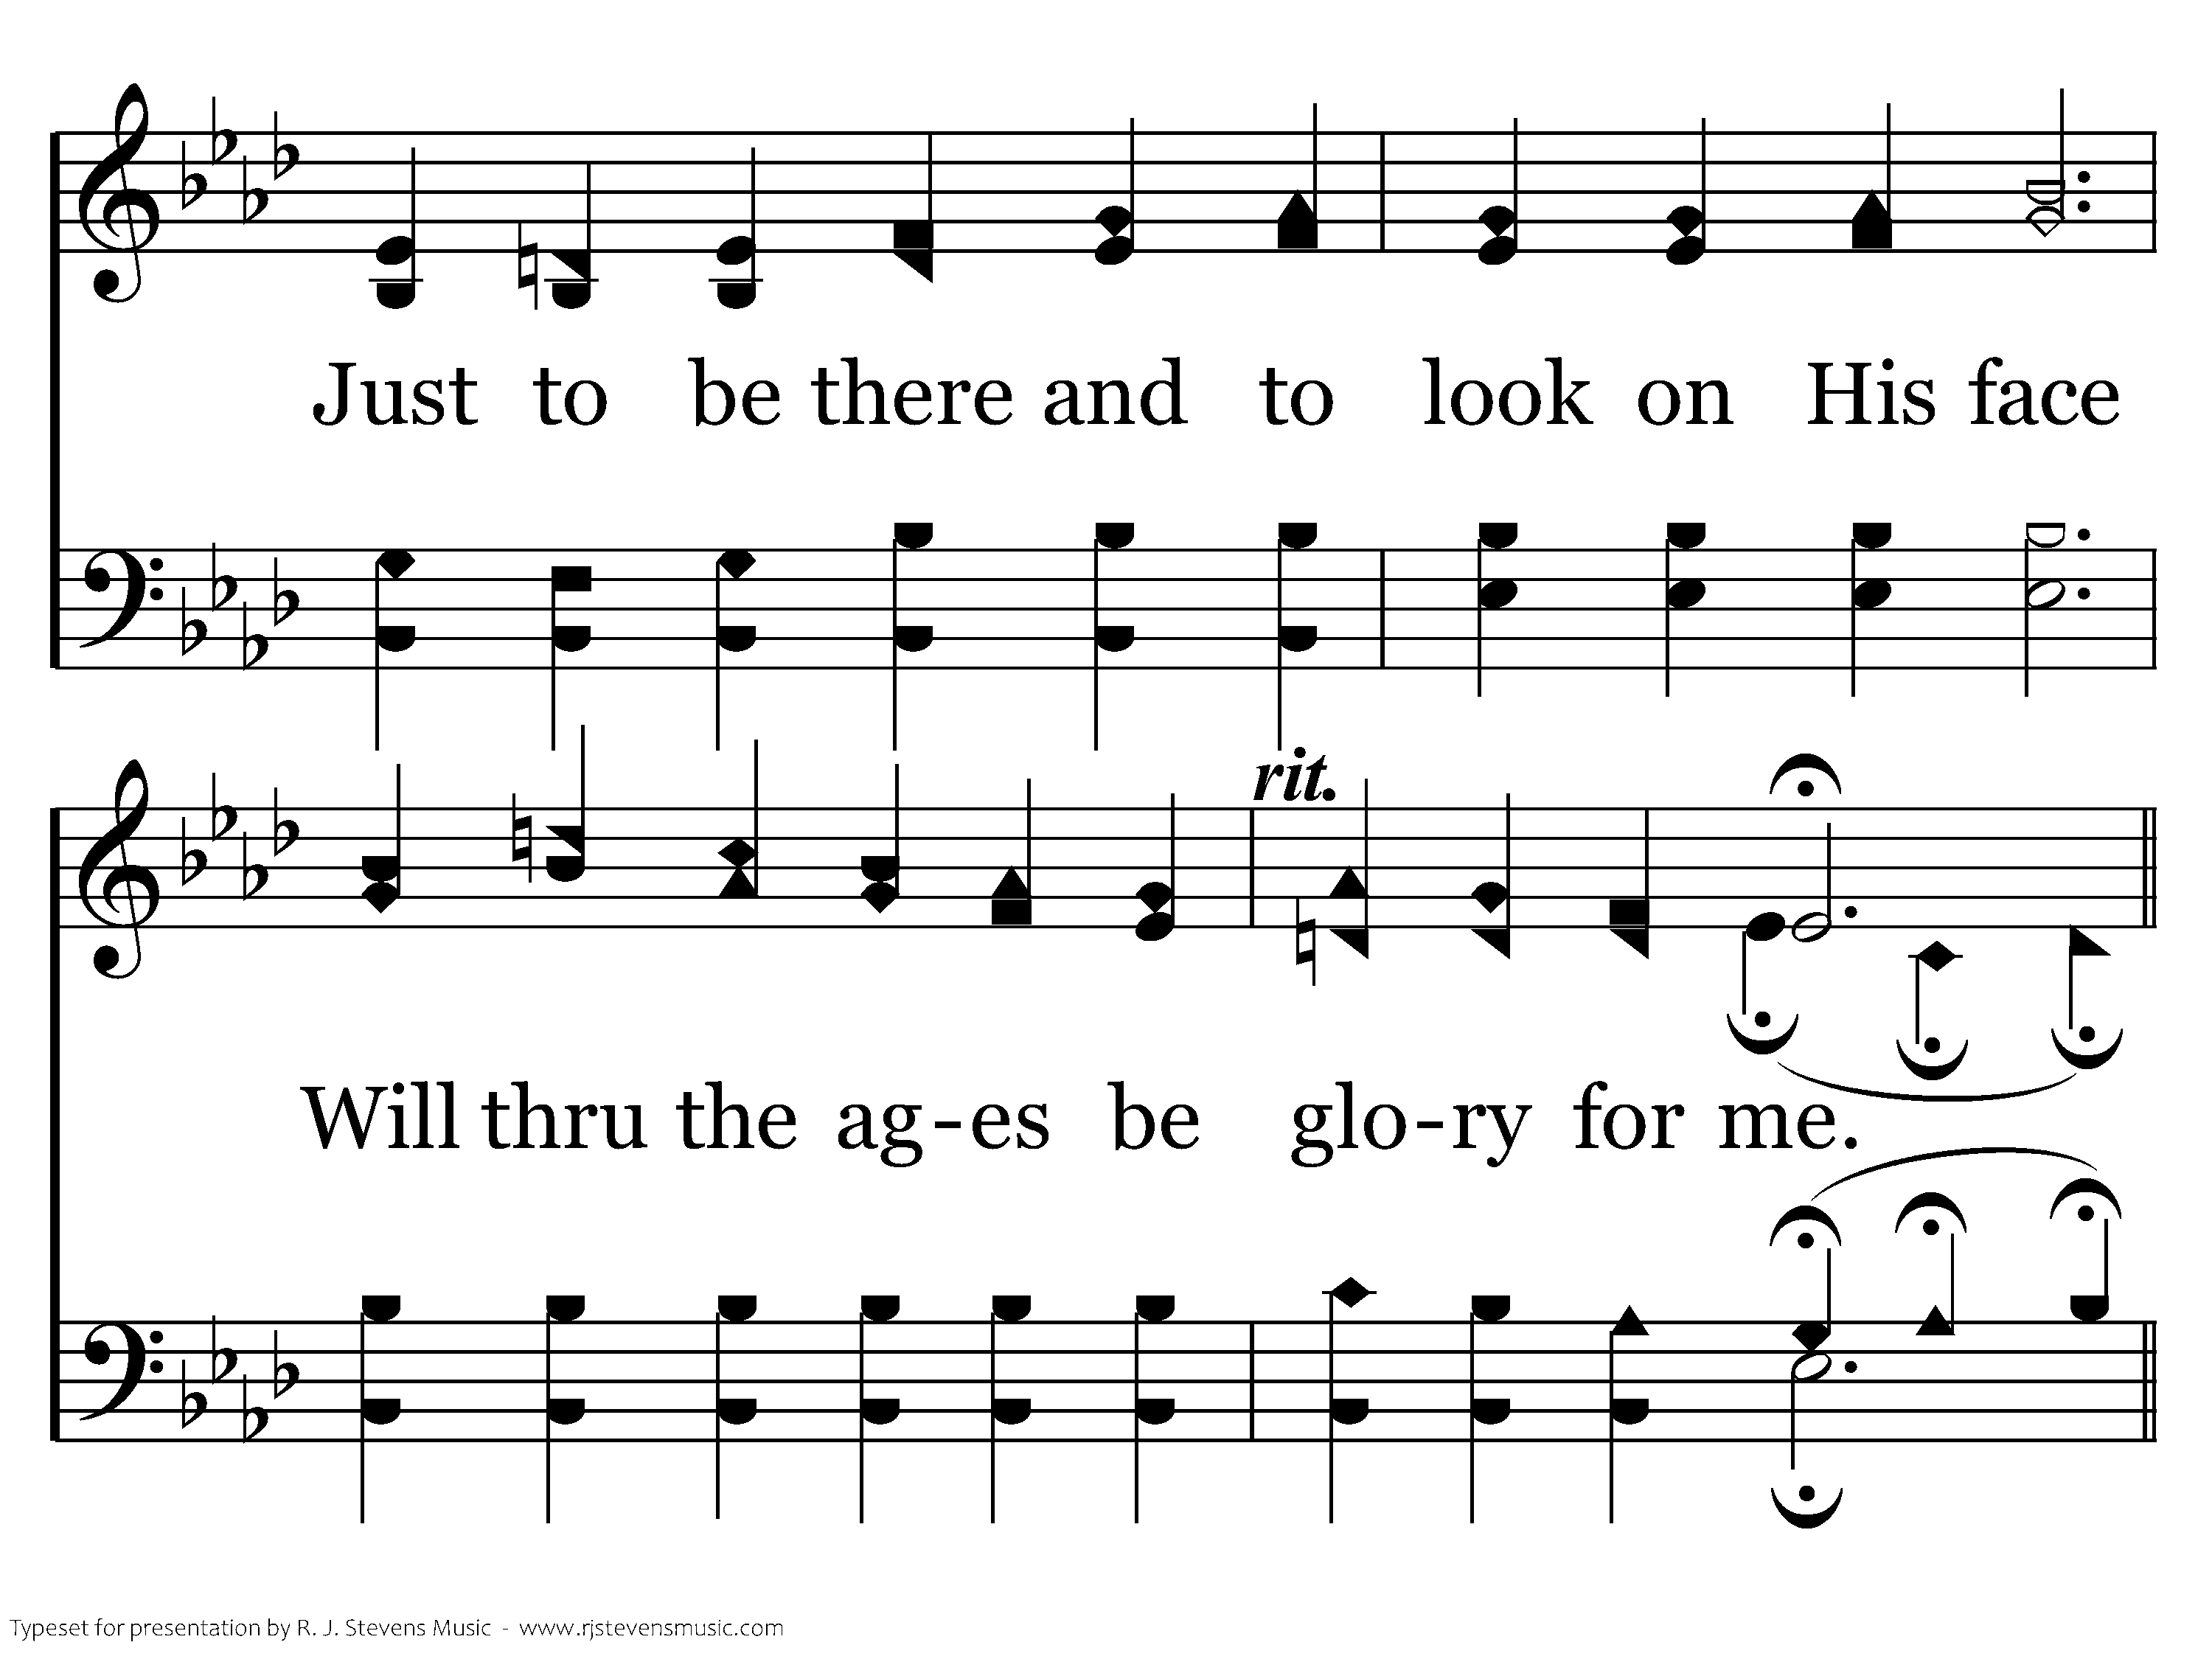 Just to be there and to look on His face
rit.
Will thru the ag-es be glo-ry for me.
Typeset for presentation by R. J. Stevens Music - www.rjstevensmusic.com